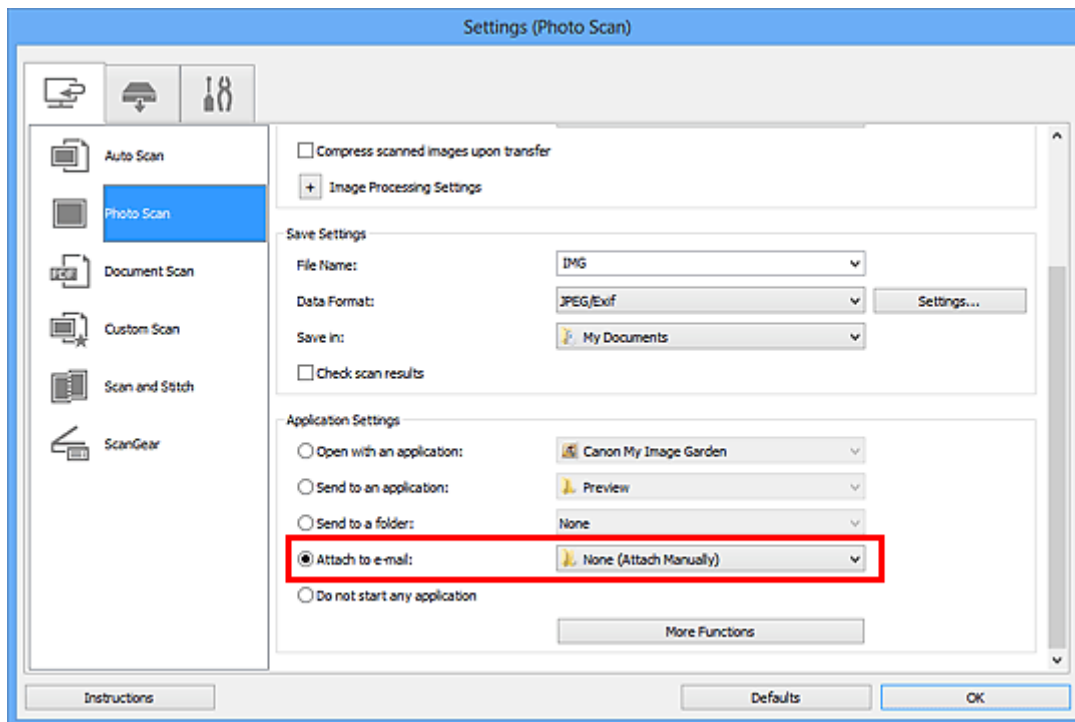 Settings (Photo Scan)
Auto Scan
Photo Scan
Document Scan
Custom Scan
Scan and Stitch
ScanGear
Compress scanned images upon transfer
+ Image Processing Settings
Save Settings
File Name: IMG
Data Format: JPEG/Exif Settings...
Save in: My Documents
Check scan results
Application Settings
Open with an application: Canon My Image Garden
Send to an application: Preview
Send to a folder: None
Attach to e-mail: None (Attach Manually)
Do not start any application
More Functions
Instructions Defaults OK